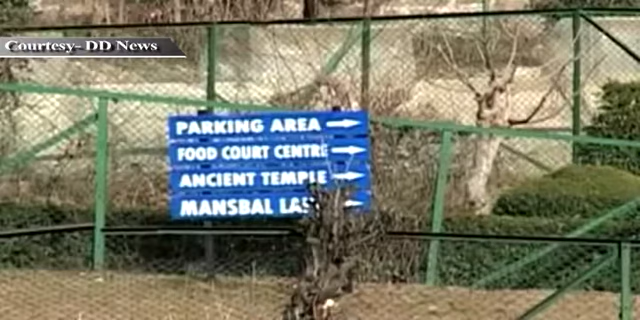 Courtesy- DD News
PARKING AREA
FOOD COURT CENTRE
ANCIENT TEMPLE
MANSBAL